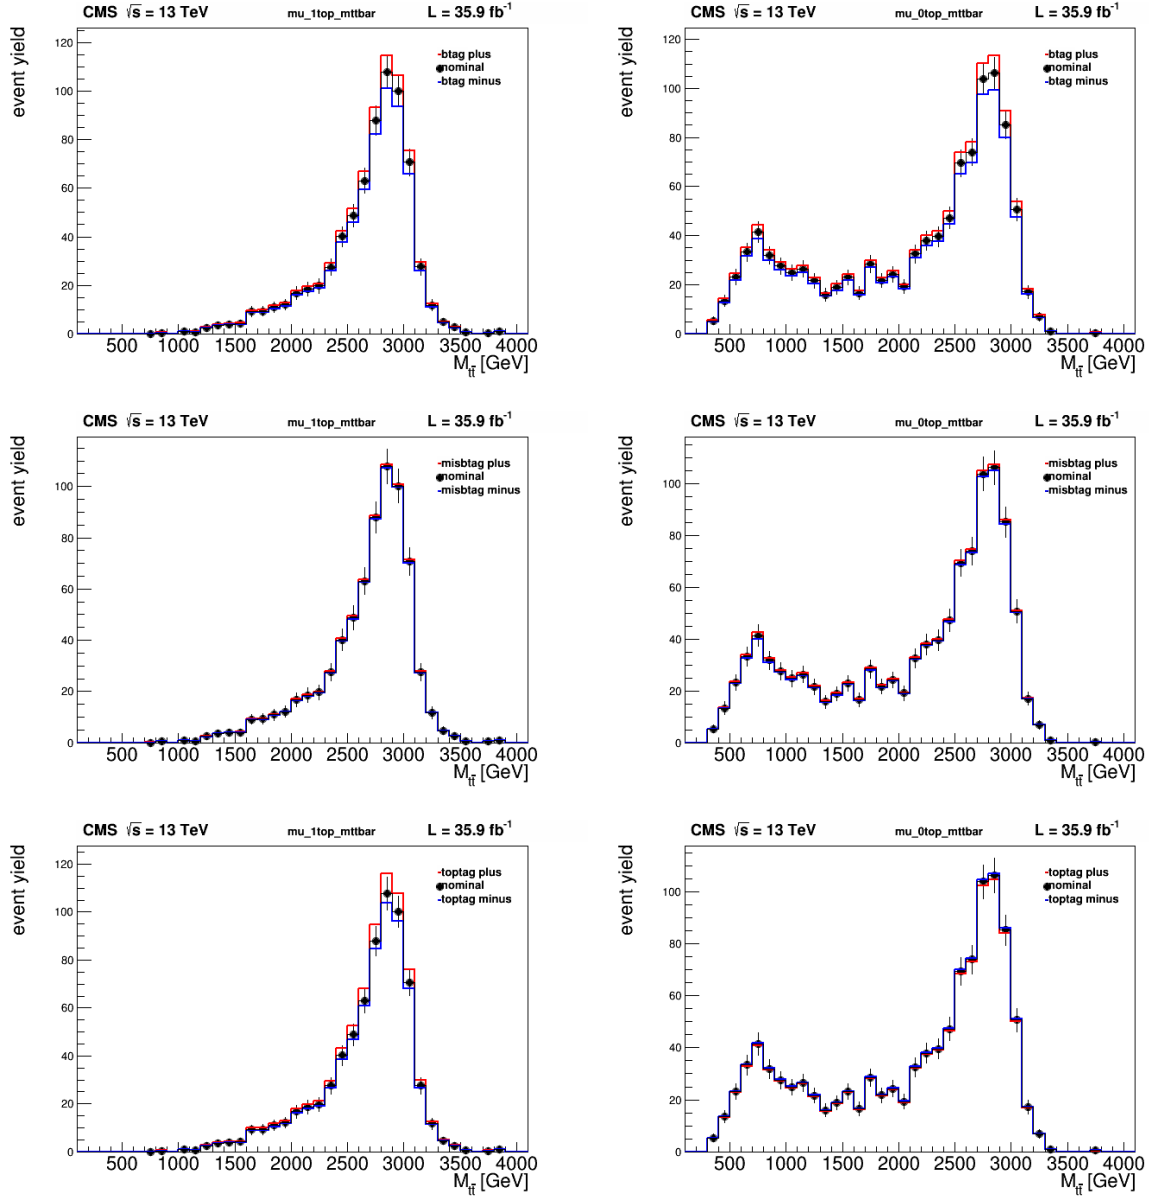 CMS √s = 13 TeV mu_1top_mttbar L = 35.9 fb⁻¹
event yield
btag plus
nominal
btag minus
120
100
80
60
40
20
0
500 1000 1500 2000 2500 3000 3500 4000
M_tt̄ [GeV]
CMS √s = 13 TeV mu_0top_mttbar L = 35.9 fb⁻¹
event yield
btag plus
nominal
btag minus
120
100
80
60
40
20
0
500 1000 1500 2000 2500 3000 3500 4000
M_tt̄ [GeV]
CMS √s = 13 TeV mu_1top_mttbar L = 35.9 fb⁻¹
event yield
misbtag plus
nominal
misbtag minus
100
80
60
40
20
0
500 1000 1500 2000 2500 3000 3500 4000
M_tt̄ [GeV]
CMS √s = 13 TeV mu_0top_mttbar L = 35.9 fb⁻¹
event yield
misbtag plus
nominal
misbtag minus
100
80
60
40
20
0
500 1000 1500 2000 2500 3000 3500 4000
M_tt̄ [GeV]
CMS √s = 13 TeV mu_1top_mttbar L = 35.9 fb⁻¹
event yield
toptag plus
nominal
toptag minus
120
100
80
60
40
20
0
500 1000 1500 2000 2500 3000 3500 4000
M_tt̄ [GeV]
CMS √s = 13 TeV mu_0top_mttbar L = 35.9 fb⁻¹
event yield
toptag plus
nominal
toptag minus
100
80
60
40
20
0
500 1000 1500 2000 2500 3000 3500 4000
M_tt̄ [GeV]